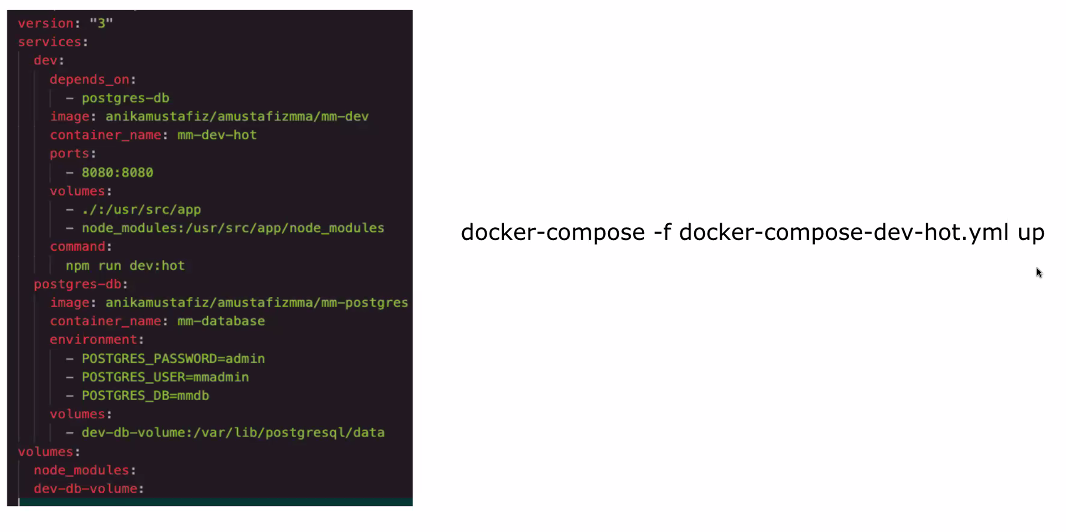 version: "3"
services:
dev:
depends_on:
- postgres-db
image: anikamustafiz/amustafizmma/mm-dev
container_name: mm-dev-hot
ports:
- 8080:8080
volumes:
- ./:/usr/src/app
- node_modules:/usr/src/app/node_modules
command:
npm run dev:hot
postgres-db:
image: anikamustafiz/amustafizmma/mm-postgres
container_name: mm-database
environment:
- POSTGRES_PASSWORD=admin
- POSTGRES_USER=mmadmin
- POSTGRES_DB=mmdb
volumes:
- dev-db-volume:/var/lib/postgresql/data
volumes:
node_modules:
dev-db-volume:
docker-compose -f docker-compose-dev-hot.yml up